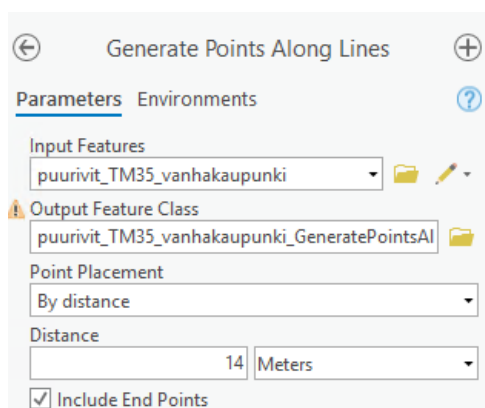 Generate Points Along Lines
Parameters Environments
Input Features
puurivit_TM35_vanhakaupunki
Output Feature Class
puurivit_TM35_vanhakaupunki_GeneratePointsAl
Point Placement
By distance
Distance
14 Meters
Include End Points